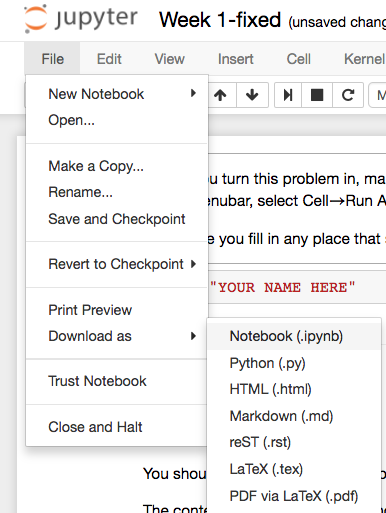 jupyter Week 1-fixed (unsaved chang
File Edit View Insert Cell Kernel
New Notebook
Open...
Make a Copy...
Rename...
Save and Checkpoint
Revert to Checkpoint
Print Preview
Download as
Trust Notebook
Close and Halt
Notebook (.ipynb)
Python (.py)
HTML (.html)
Markdown (.md)
reST (.rst)
LaTeX (.tex)
PDF via LaTeX (.pdf)
M
u turn this problem in, ma
enubar, select Cell→Run A
e you fill in any place that
"YOUR NAME HERE"
You shou
The conte